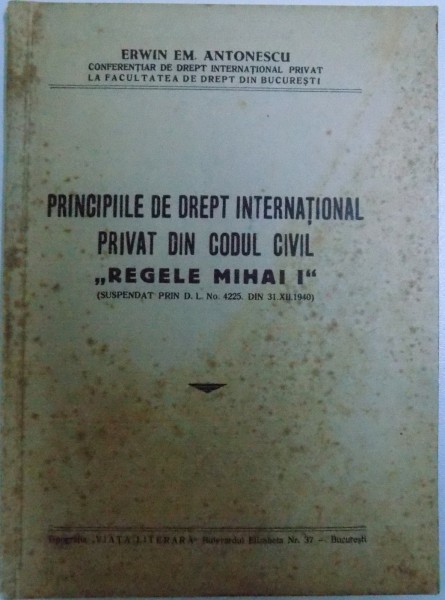 ERWIN EM. ANTONESCU
CONFERENȚIAR DE DREPT INTERNAȚIONAL PRIVAT
LA FACULTATEA DE DREPT DIN BUCUREȘTI
PRINCIPIILE DE DREPT INTERNAȚIONAL
PRIVAT DIN CODUL CIVIL
„REGELE MIHAI I“
(SUSPENDAT PRIN D. L. No. 4225. DIN 31.XII.1940)
Tipografia „VIAȚA LITERARĂ“ Bulevardul Elisabeta Nr. 37 — București